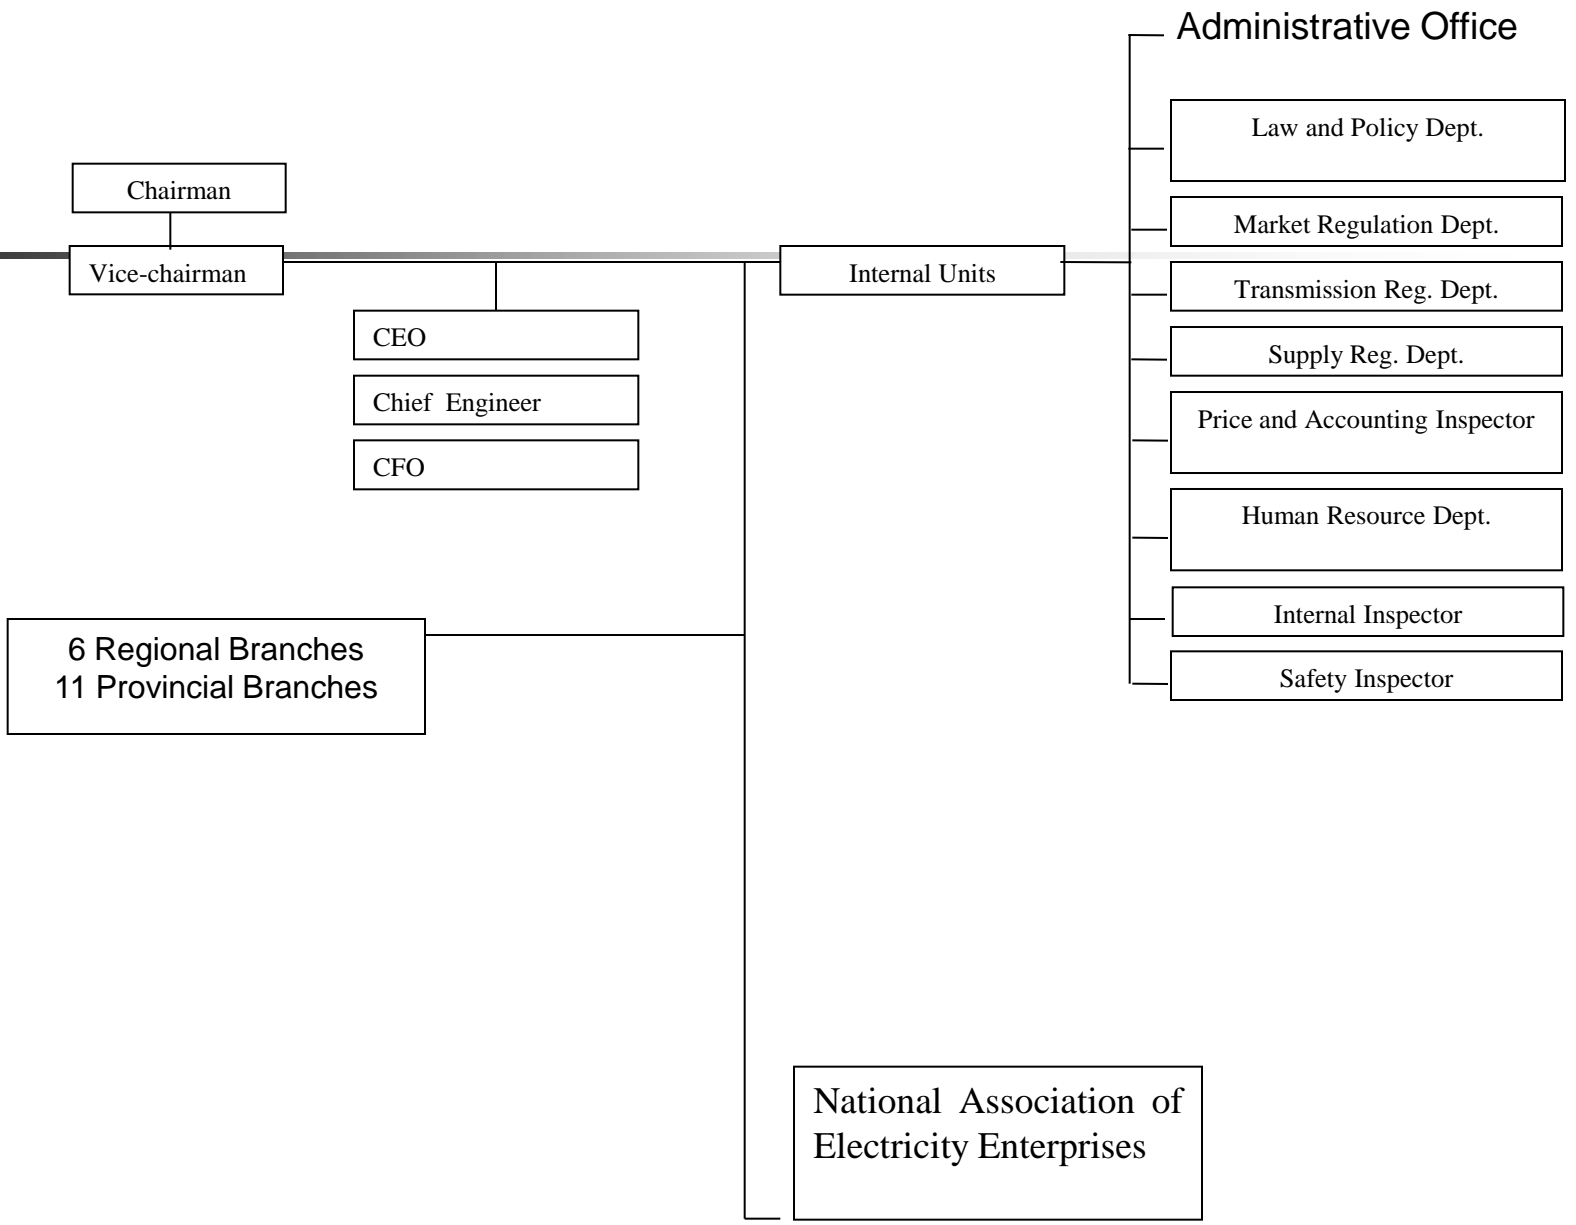 Administrative Office
Law and Policy Dept.
Chairman
Market Regulation Dept.
Vice-chairman
Internal Units
Transmission Reg. Dept.
CEO
Supply Reg. Dept.
Chief Engineer
Price and Accounting Inspector
CFO
Human Resource Dept.
Internal Inspector
6 Regional Branches
11 Provincial Branches
Safety Inspector
National Association of
Electricity Enterprises